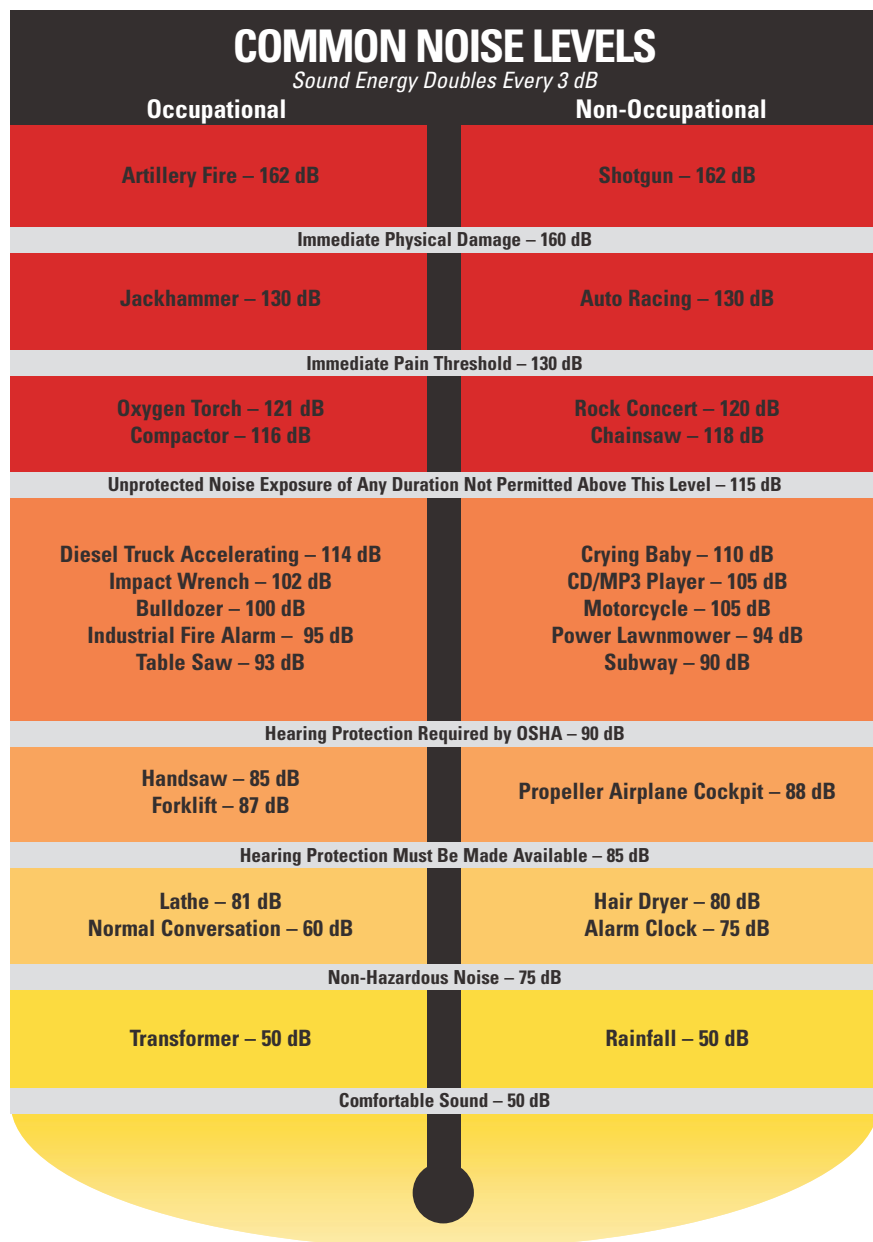 COMMON NOISE LEVELS
Sound Energy Doubles Every 3 dB
Occupational
Non-Occupational
Artillery Fire – 162 dB
Shotgun – 162 dB
Immediate Physical Damage – 160 dB
Jackhammer – 130 dB
Auto Racing – 130 dB
Immediate Pain Threshold – 130 dB
Oxygen Torch – 121 dB
Compactor – 116 dB
Rock Concert – 120 dB
Chainsaw – 118 dB
Unprotected Noise Exposure of Any Duration Not Permitted Above This Level – 115 dB
Diesel Truck Accelerating – 114 dB
Impact Wrench – 102 dB
Bulldozer – 100 dB
Industrial Fire Alarm – 95 dB
Table Saw – 93 dB
Crying Baby – 110 dB
CD/MP3 Player – 105 dB
Motorcycle – 105 dB
Power Lawnmower – 94 dB
Subway – 90 dB
Hearing Protection Required by OSHA – 90 dB
Handsaw – 85 dB
Forklift – 87 dB
Propeller Airplane Cockpit – 88 dB
Hearing Protection Must Be Made Available – 85 dB
Lathe – 81 dB
Normal Conversation – 60 dB
Hair Dryer – 80 dB
Alarm Clock – 75 dB
Non-Hazardous Noise – 75 dB
Transformer – 50 dB
Rainfall – 50 dB
Comfortable Sound – 50 dB